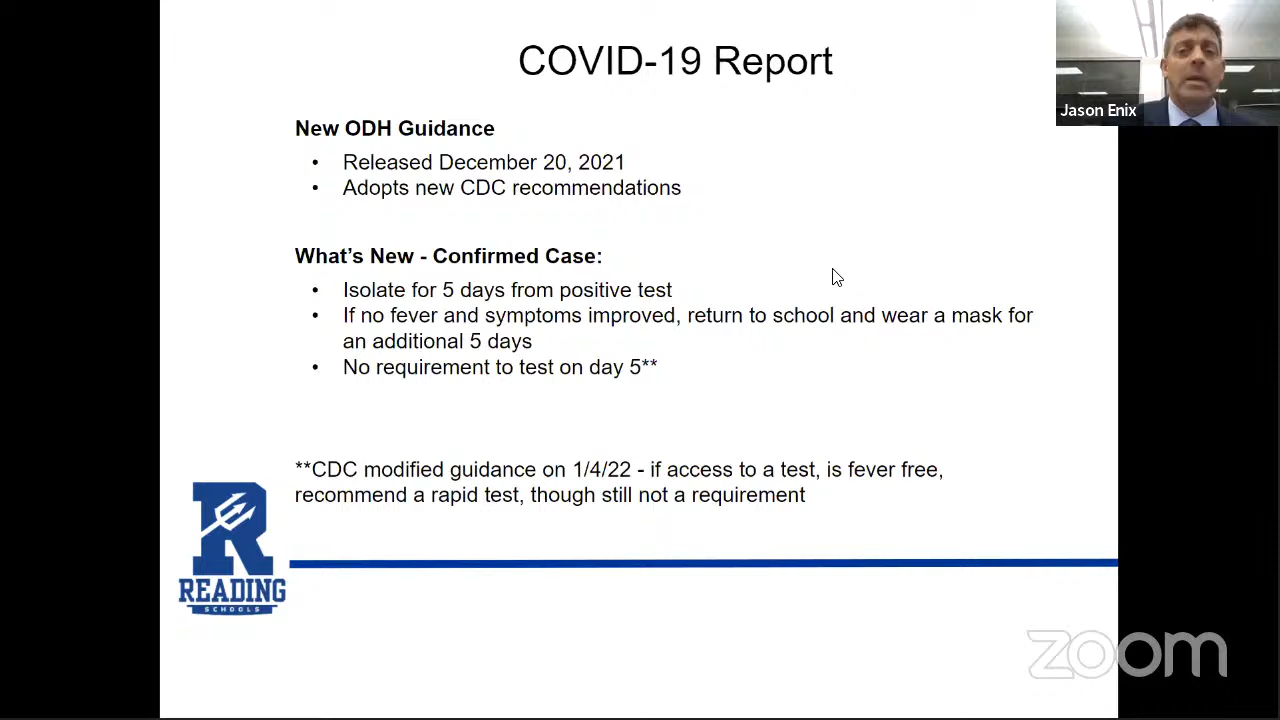 COVID-19 Report
Jason Enix
New ODH Guidance
• Released December 20, 2021
• Adopts new CDC recommendations
What's New - Confirmed Case:
• Isolate for 5 days from positive test
• If no fever and symptoms improved, return to school and wear a mask for
an additional 5 days
• No requirement to test on day 5**
**CDC modified guidance on 1/4/22 - if access to a test, is fever free,
recommend a rapid test, though still not a requirement
R
READING
SCHOOLS
zoom